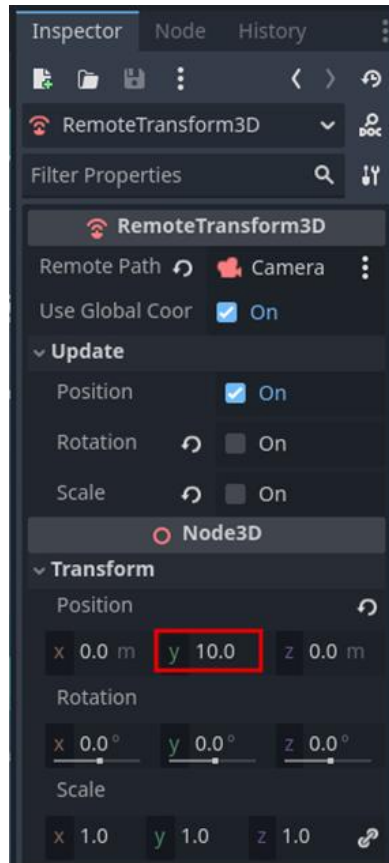 Inspector Node History
RemoteTransform3D
DOC
Filter Properties
RemoteTransform3D
Remote Path Camera
Use Global Coor On
Update
Position On
Rotation On
Scale On
Node3D
Transform
Position
x 0.0 m y 10.0 z 0.0 m
Rotation
x 0.0° y 0.0° z 0.0°
Scale
x 1.0 y 1.0 z 1.0